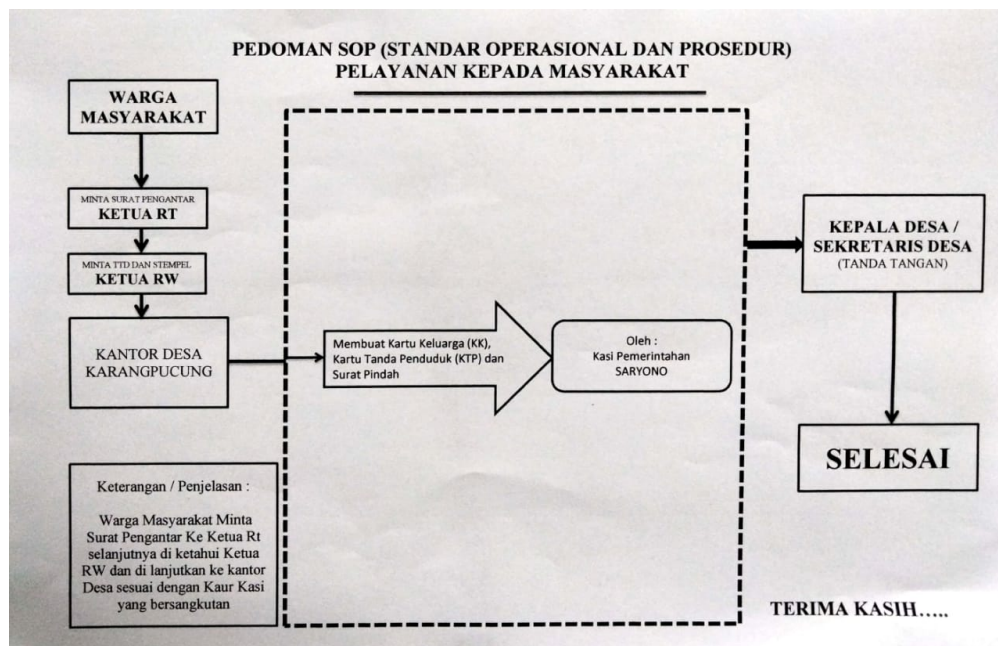 PEDOMAN SOP (STANDAR OPERASIONAL DAN PROSEDUR)
PELAYANAN KEPADA MASYARAKAT
WARGA
MASYARAKAT
MINTA SURAT PENGANTAR
KETUA RT
MINTA TTD DAN STEMPEL
KETUA RW
KANTOR DESA
KARANGPUCUNG
Membuat Kartu Keluarga (KK),
Kartu Tanda Penduduk (KTP) dan
Surat Pindah
Oleh :
Kasi Pemerintahan
SARYONO
KEPALA DESA /
SEKRETARIS DESA
(TANDA TANGAN)
SELESAI
Keterangan / Penjelasan :
Warga Masyarakat Minta
Surat Pengantar Ke Ketua Rt
selanjutnya di ketahui Ketua
RW dan di lanjutkan ke kantor
Desa sesuai dengan Kaur Kasi
yang bersangkutan
TERIMA KASIH.....